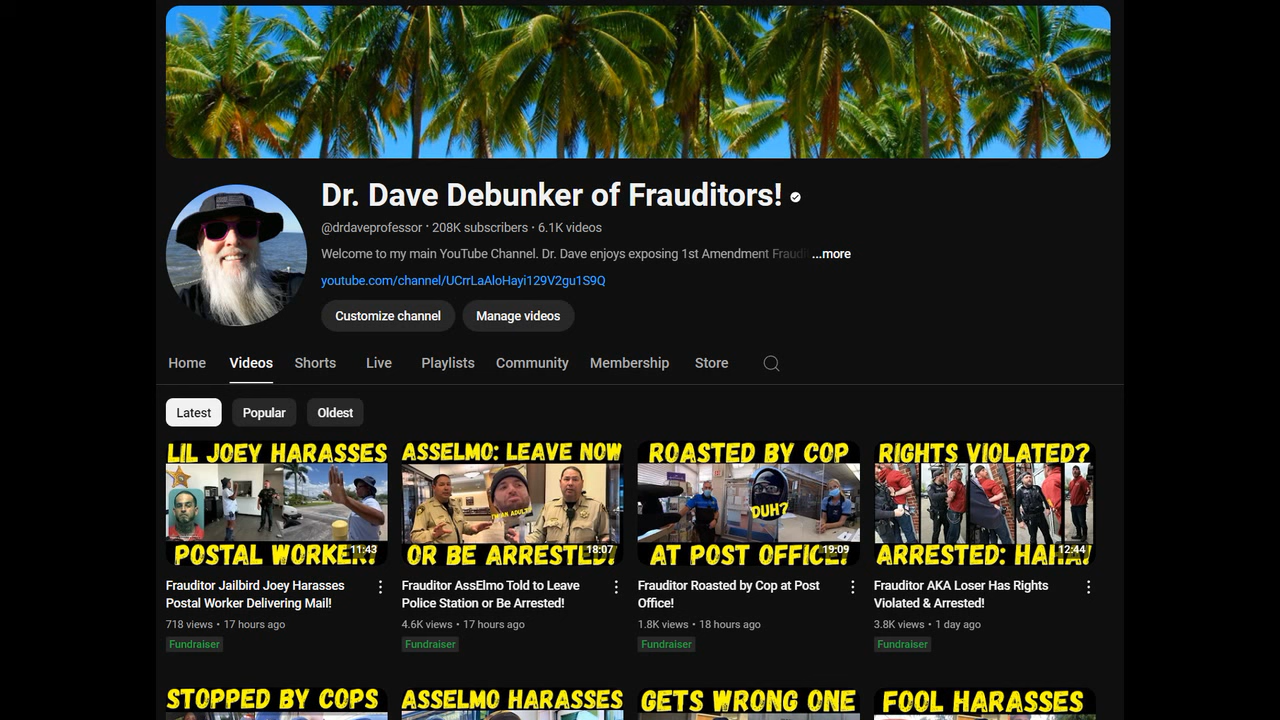 Dr. Dave Debunker of Frauditors!
@drdaveprofessor · 208K subscribers · 6.1K videos
Welcome to my main YouTube Channel. Dr. Dave enjoys exposing 1st Amendment Fraudi ...more
youtube.com/channel/UCrrLaAloHayi129V2gu1S9Q
Customize channel Manage videos
Home Videos Shorts Live Playlists Community Membership Store
Latest Popular Oldest
LIL JOEY HARASSES
POSTAL WORKER!
11:43
ASSELMO: LEAVE NOW
I'M AN ADULT!
OR BE ARRESTED!
18:07
ROASTED BY COP
DUH?
AT POST OFFICE!
19:09
RIGHTS VIOLATED?
ARRESTED: HAHA!
12:44
Frauditor Jailbird Joey Harasses
Postal Worker Delivering Mail!
718 views • 17 hours ago
Fundraiser
Frauditor AssElmo Told to Leave
Police Station or Be Arrested!
4.6K views • 17 hours ago
Fundraiser
Frauditor Roasted by Cop at Post
Office!
1.8K views • 18 hours ago
Fundraiser
Frauditor AKA Loser Has Rights
Violated & Arrested!
3.8K views • 1 day ago
Fundraiser
STOPPED BY COPS
ASSELMO HARASSES
GETS WRONG ONE
FOOL HARASSES